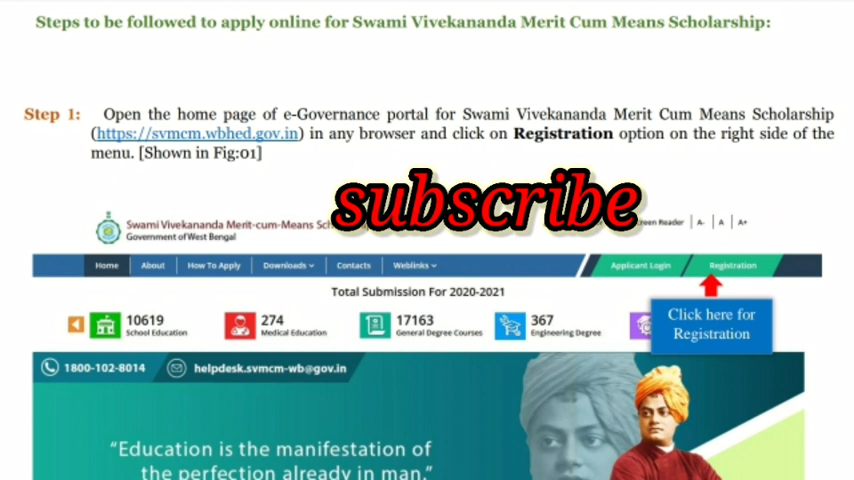 Steps to be followed to apply online for Swami Vivekananda Merit Cum Means Scholarship:
Step 1: Open the home page of e-Governance portal for Swami Vivekananda Merit Cum Means Scholarship
(https://svmcm.wbhed.gov.in) in any browser and click on Registration option on the right side of the
menu. [Shown in Fig:01]
subscribe
Swami Vivekananda Merit-cum-Means
Reader | A- | A | A+
Government of West Bengal
Home About How To Apply Downloads Contacts Weblinks Applicant Login Registration
Total Submission For 2020-2021
Click here for
Registration
10619
School Education
274
Medical Education
17163
General Degree Courses
367
Engineering Degree
1800-102-8014 helpdesk.svmcm-wb@gov.in
“Education is the manifestation of
the perfection already in man.”